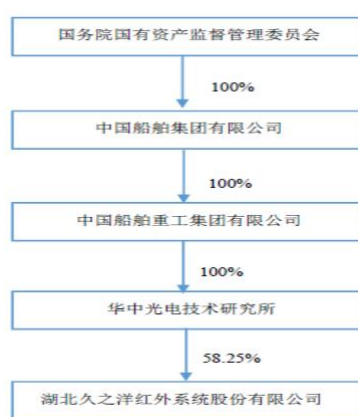 国务院国有资产监督管理委员会
100%
中国船舶集团有限公司
100%
中国船舶重工集团有限公司
100%
华中光电技术研究所
58.25%
湖北久之洋红外系统股份有限公司